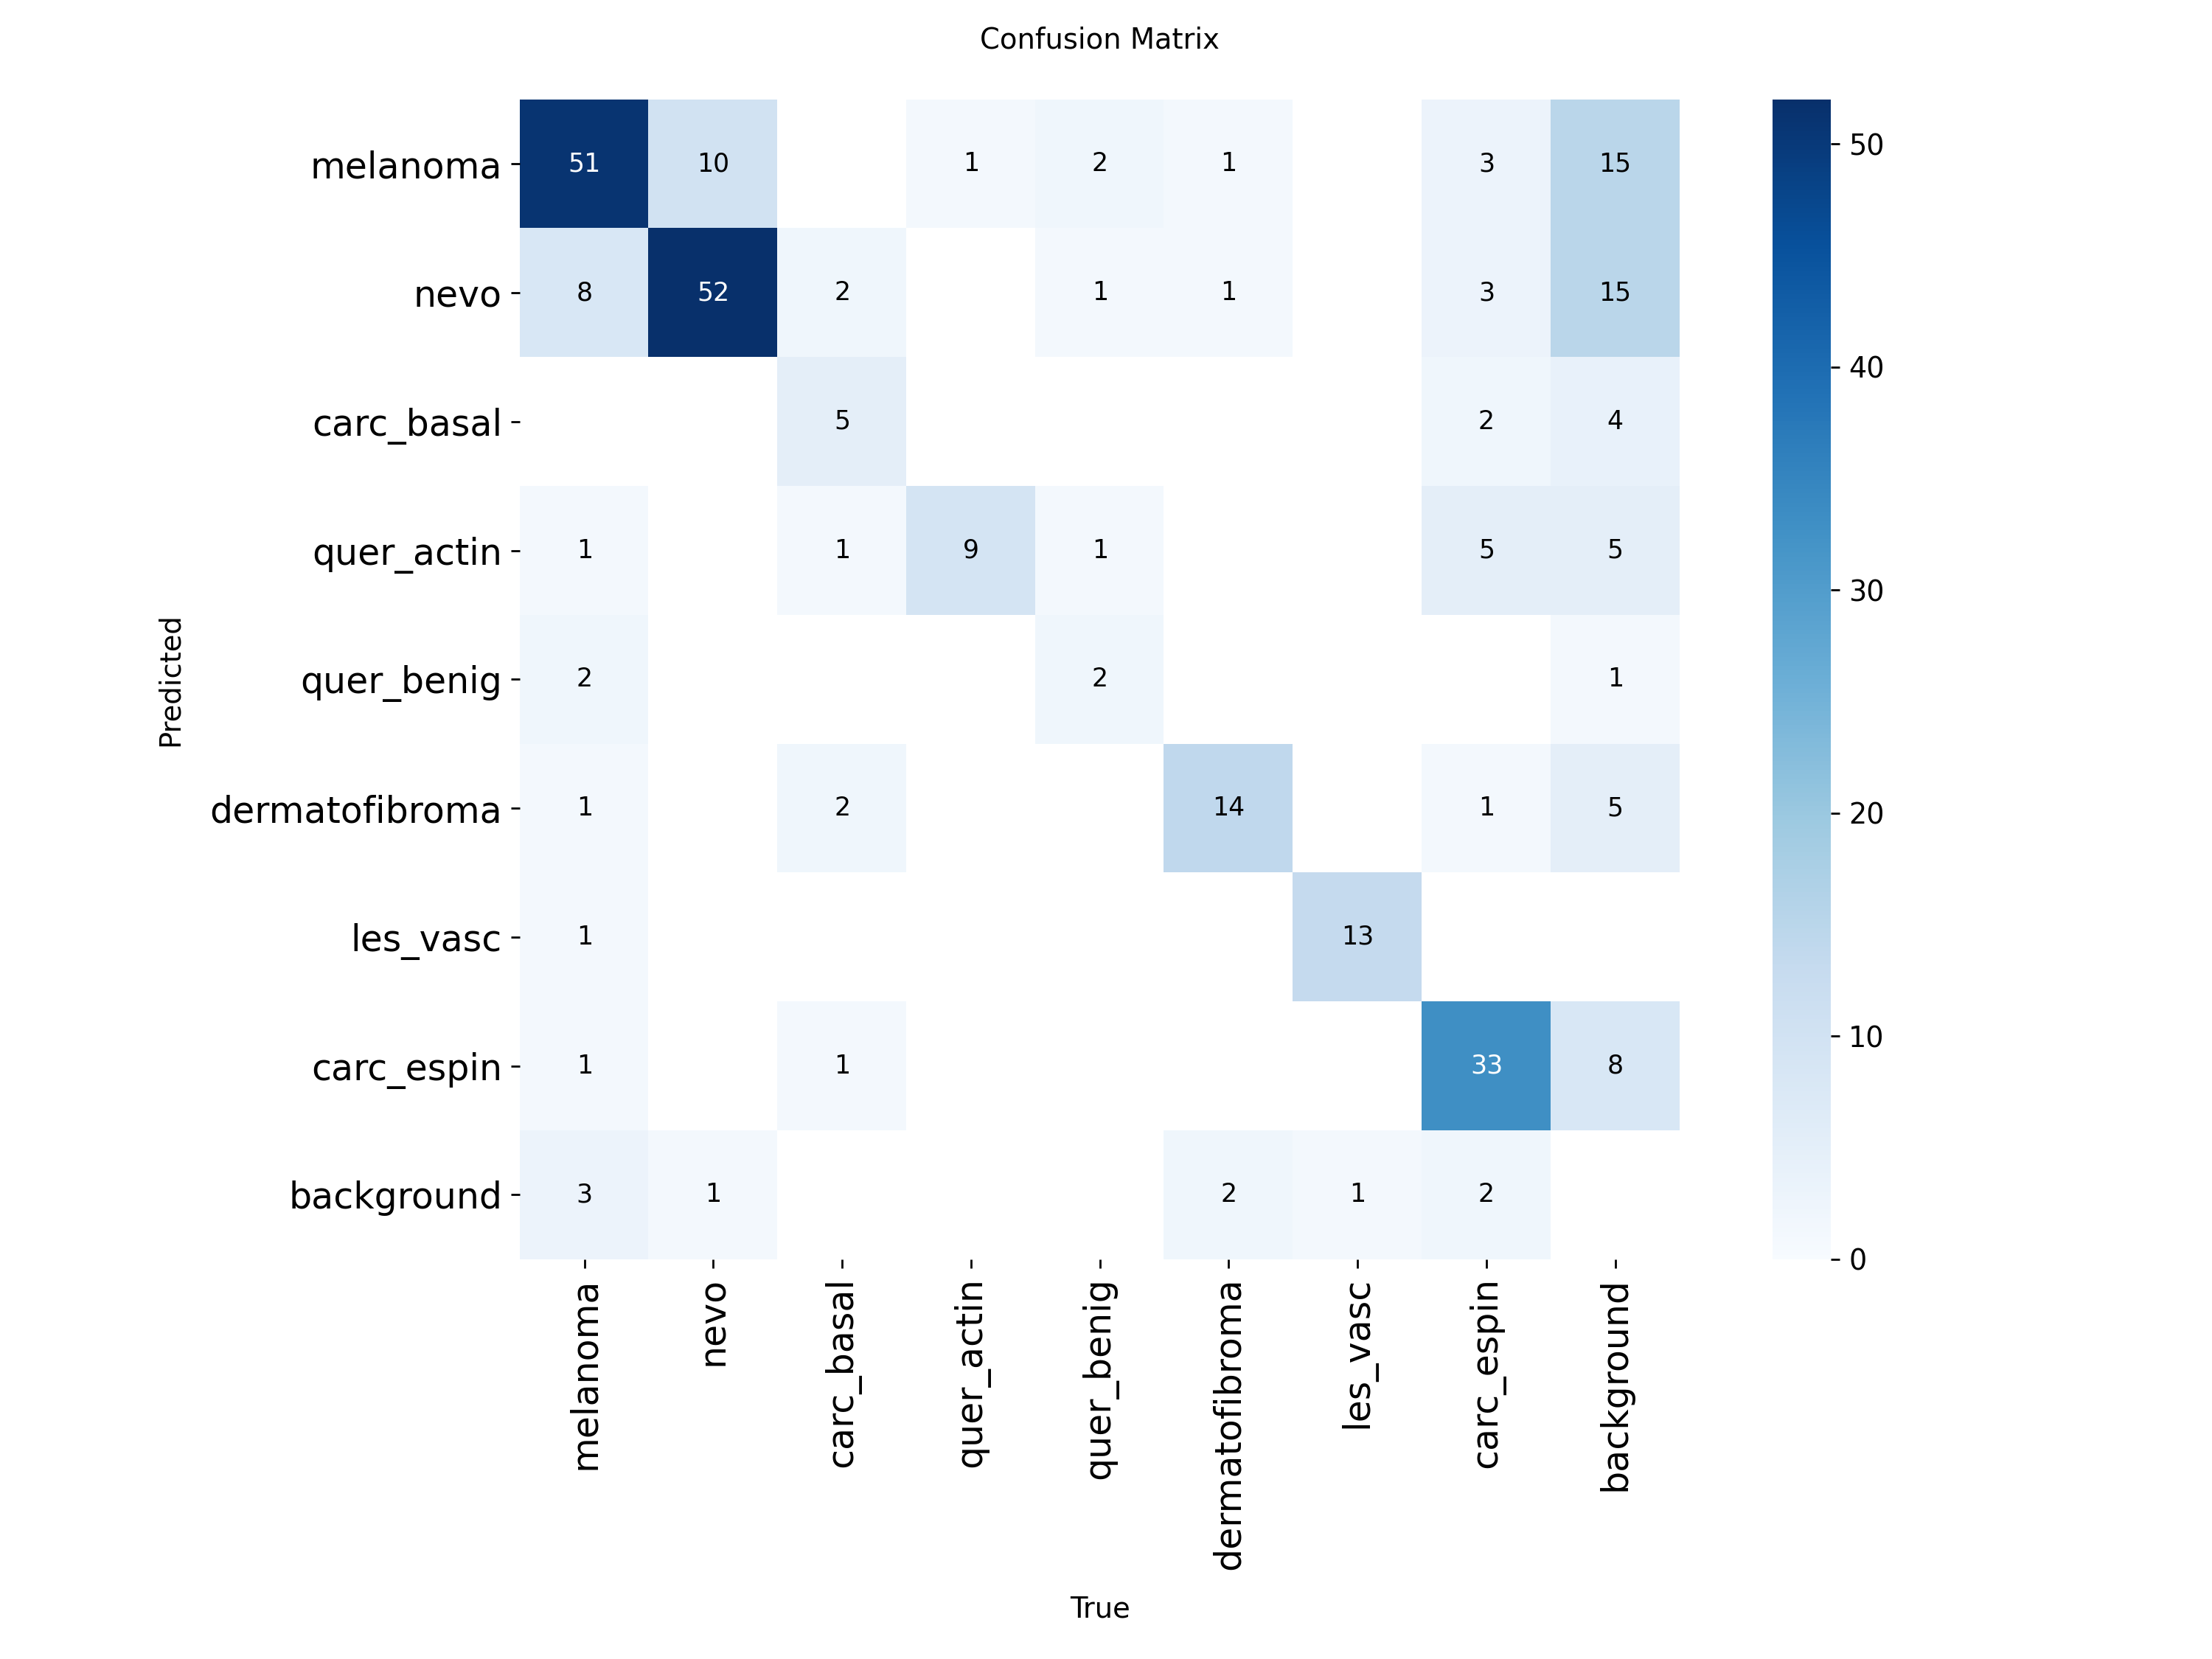 Confusion Matrix
melanoma 51 10 1 2 1 3 15
nevo 8 52 2 1 1 3 15
carc_basal 5 2 4
quer_actin 1 1 9 1 5 5
quer_benig 2 2 1
dermatofibroma 1 2 14 1 5
les_vasc 1 13
carc_espin 1 1 33 8
background 3 1 2 1 2
Predicted
melanoma nevo carc_basal quer_actin quer_benig dermatofibroma les_vasc carc_espin background
True
50
40
30
20
10
0